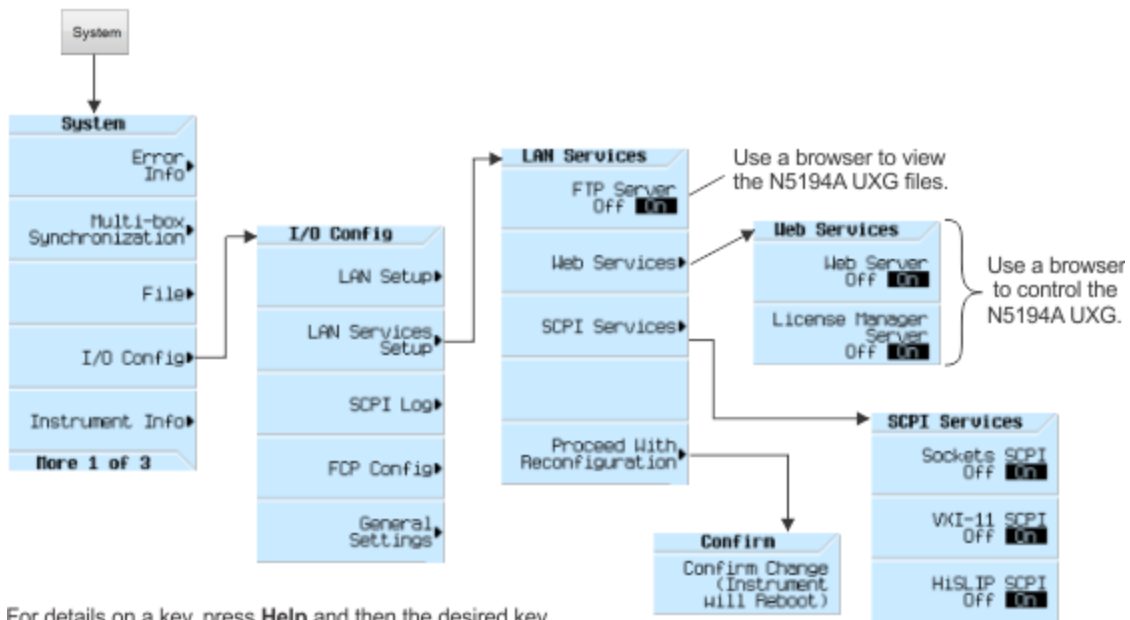 System
System
Error
Info
Multi-box
Synchronization
File
I/O Config
Instrument Info
More 1 of 3
I/O Config
LAN Setup
LAN Services
Setup
SCPI Log
FCP Config
General
Settings
LAN Services
FTP Server
Off On
Web Services
SCPI Services
Proceed With
Reconfiguration
Use a browser to view
the N5194A UXG files.
Web Services
Web Server
Off On
License Manager
Server
Off On
Use a browser
to control the
N5194A UXG.
Confirm
Confirm Change
(Instrument
will Reboot)
SCPI Services
Sockets SCPI
Off On
VXI-11 SCPI
Off On
HiSLIP SCPI
Off On
For details on a key, press Help and then the desired key.